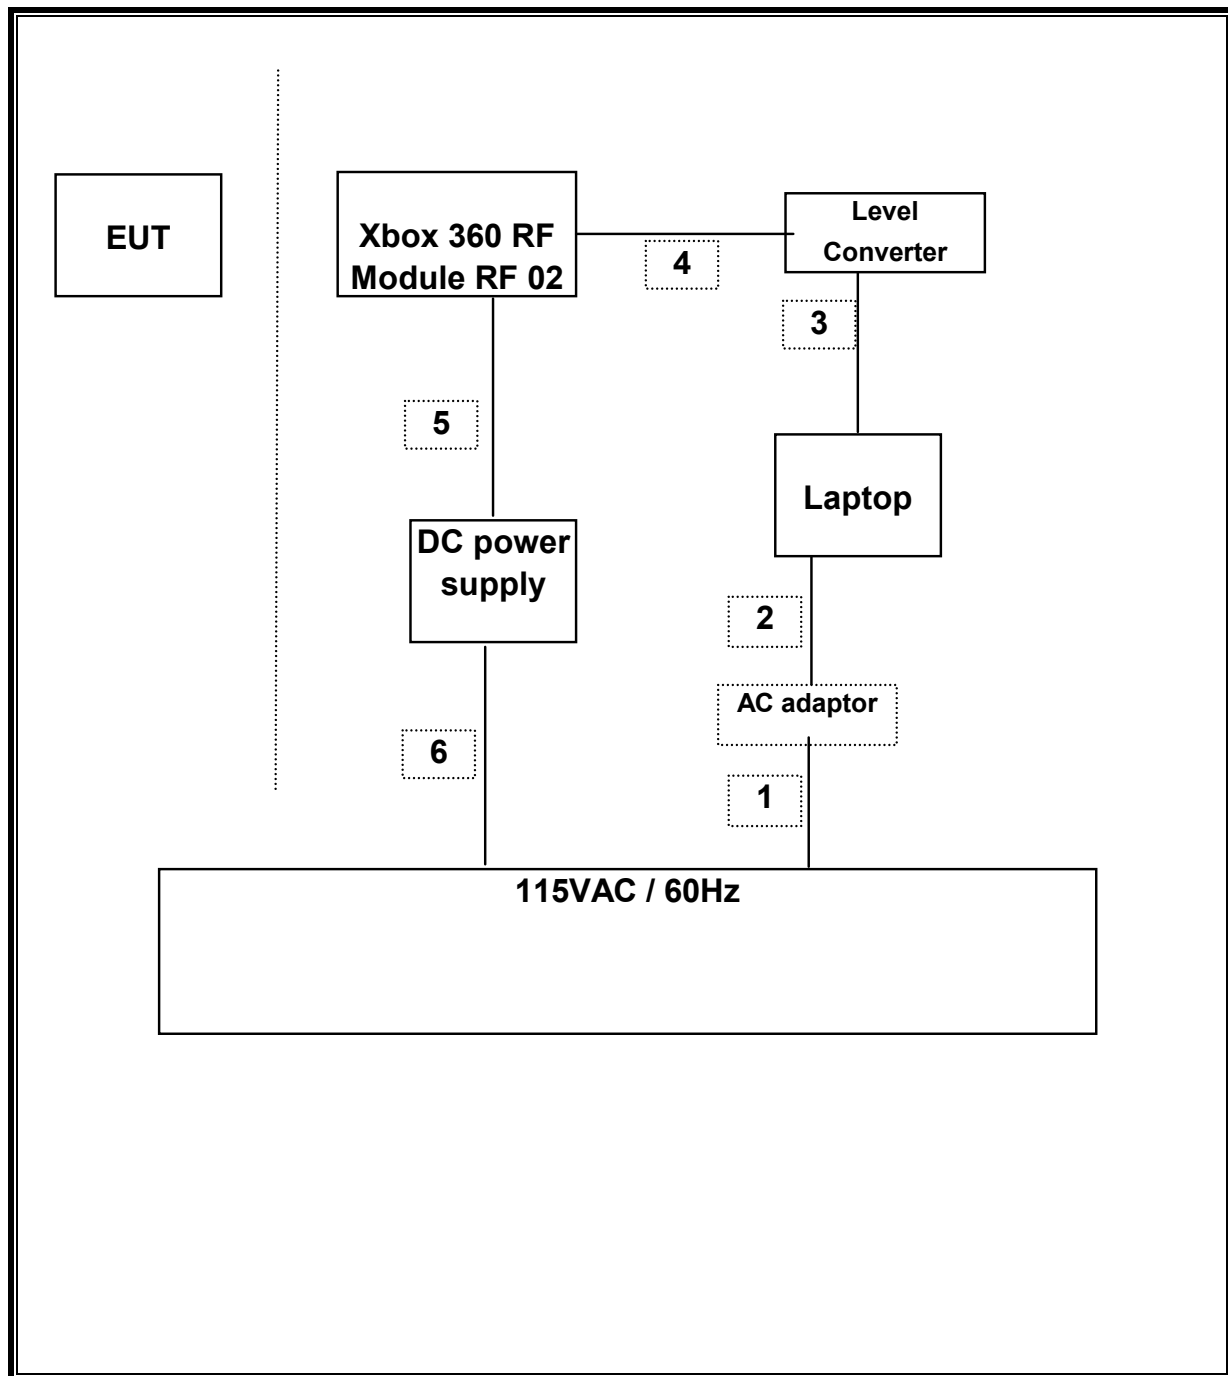 EUT
Xbox 360 RF
Module RF 02
Level
Converter
4
3
5
Laptop
DC power
supply
2
AC adaptor
6
1
115VAC / 60Hz